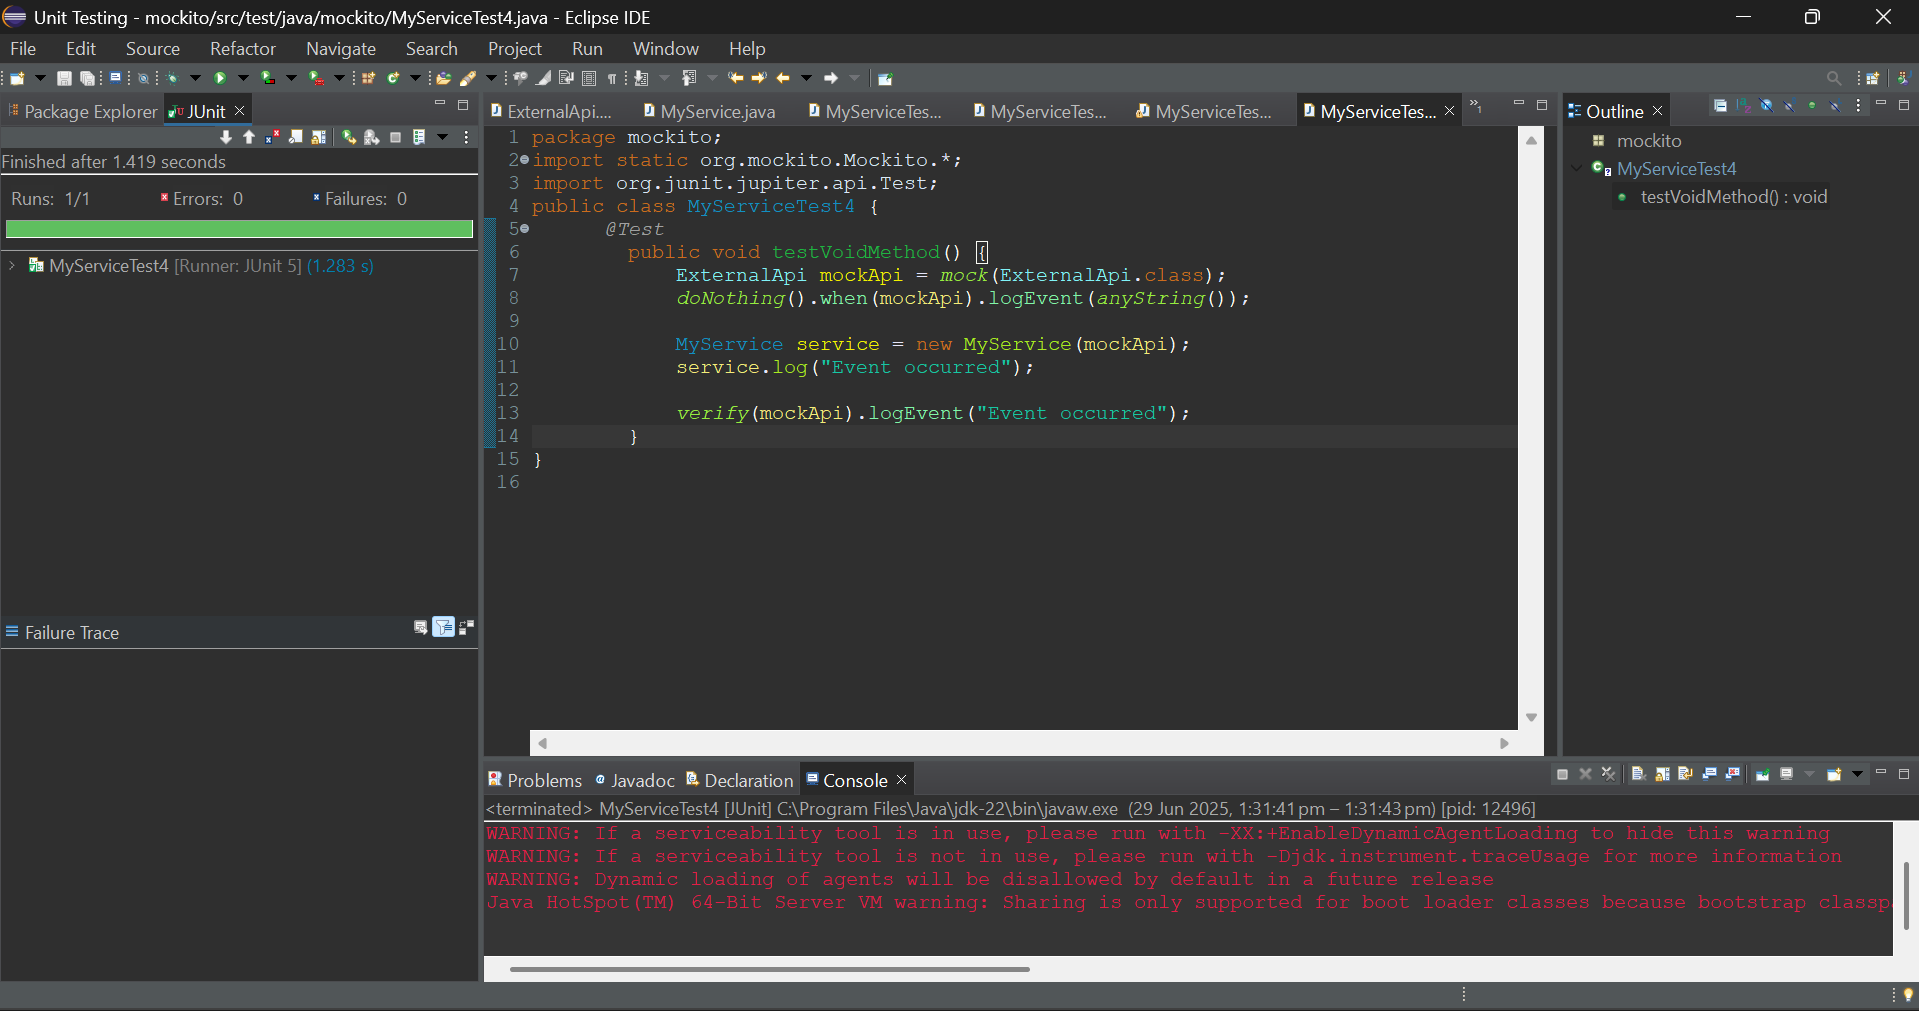 Unit Testing - mockito/src/test/java/mockito/MyServiceTest4.java - Eclipse IDE
File Edit Source Refactor Navigate Search Project Run Window Help
Package Explorer JUnit
Finished after 1.419 seconds
Runs: 1/1 Errors: 0 Failures: 0
MyServiceTest4 [Runner: JUnit 5] (1.283 s)
Failure Trace
ExternalApi.... MyService.java MyServiceTes... MyServiceTes... MyServiceTes... MyServiceTes... »1
1 package mockito;
2 import static org.mockito.Mockito.*;
3 import org.junit.jupiter.api.Test;
4 public class MyServiceTest4 {
5 @Test
6 public void testVoidMethod() {
7 ExternalApi mockApi = mock(ExternalApi.class);
8 doNothing().when(mockApi).logEvent(anyString());
9
10 MyService service = new MyService(mockApi);
11 service.log("Event occurred");
12
13 verify(mockApi).logEvent("Event occurred");
14 }
15 }
16
Outline
mockito
MyServiceTest4
testVoidMethod() : void
Problems Javadoc Declaration Console
<terminated> MyServiceTest4 [JUnit] C:\Program Files\Java\jdk-22\bin\javaw.exe (29 Jun 2025, 1:31:41 pm – 1:31:43 pm) [pid: 12496]
WARNING: If a serviceability tool is in use, please run with -XX:+EnableDynamicAgentLoading to hide this warning
WARNING: If a serviceability tool is not in use, please run with -Djdk.instrument.traceUsage for more information
WARNING: Dynamic loading of agents will be disallowed by default in a future release
Java HotSpot(TM) 64-Bit Server VM warning: Sharing is only supported for boot loader classes because bootstrap classp